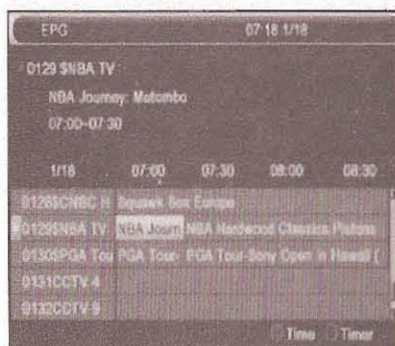 EPG 07:18 1/18
0129 $NBA TV
NBA Journey: Mutombo
07:00-07:30
1/18 07:00 07:30 08:00 08:30
0128$CNBC H Squawk Box Europe
0129$NBA TV NBA Journ NBA Hardwood Classics Pistons
0130$PGA Tou PGA Tour- PGA Tour-Sony Open in Hawaii (
0131CCTV 4
0132CCTV 9
Time Timer